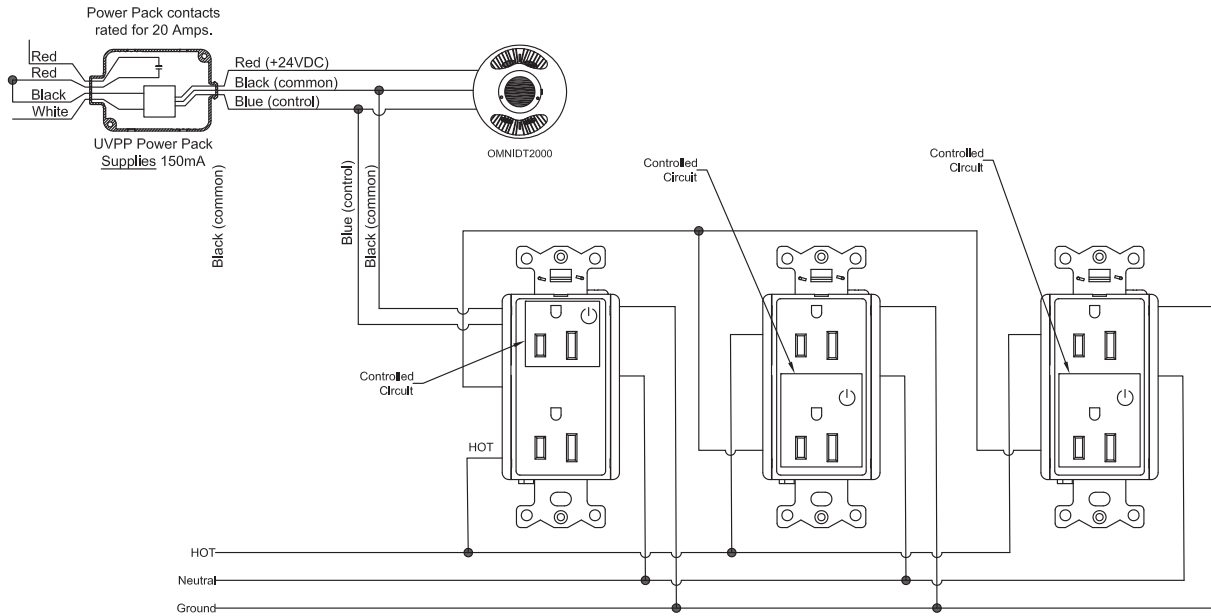 Power Pack contacts
rated for 20 Amps.
Red
Red
Black
White
Red (+24VDC)
Black (common)
Blue (control)
UVPP Power Pack
Supplies 150mA
OMNIDT2000
Black (common)
Blue (control)
Black (common)
Controlled
Circuit
Controlled
Circuit
Controlled
Circuit
HOT
HOT
Neutral
Ground